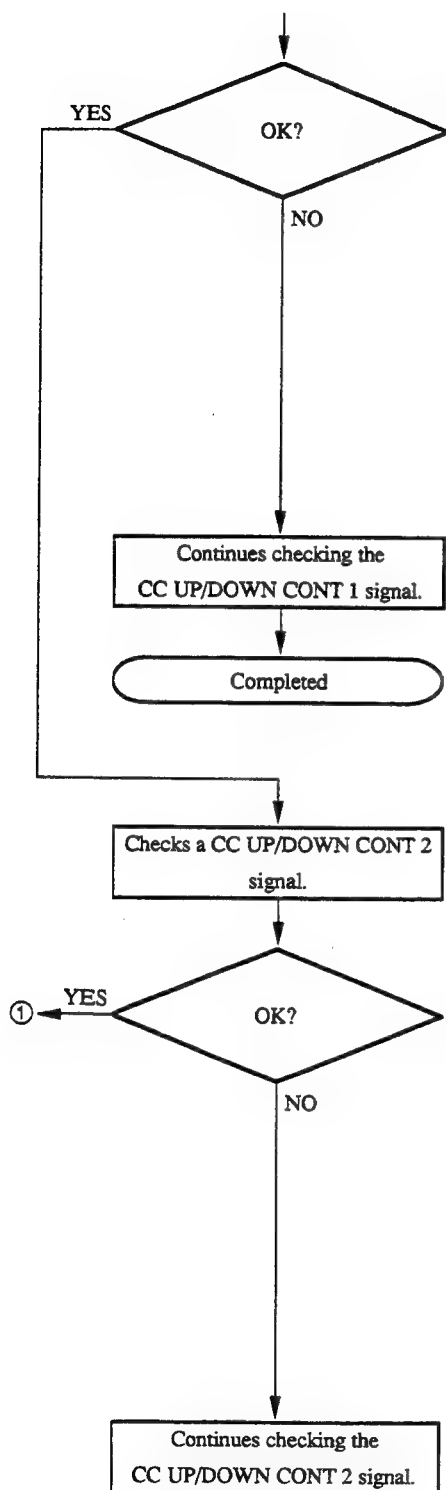 YES
OK?
NO
Continues checking the
CC UP/DOWN CONT 1 signal.
Completed
Checks a CC UP/DOWN CONT 2
signal.
① YES
OK?
NO
Continues checking the
CC UP/DOWN CONT 2 signal.